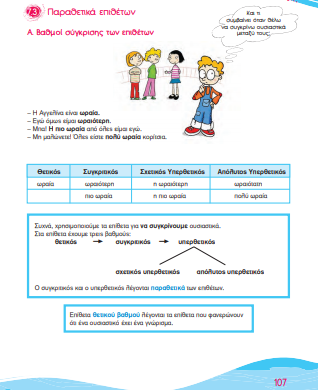 7.3 Παραθετικά επιθέτων
Και τι
συμβαίνει όταν θέλω
να συγκρίνω ουσιαστικά
μεταξύ τους;
Α. Βαθμοί σύγκρισης των επιθέτων
– Η Αγγελίνα είναι ωραία.
– Εγώ όμως είμαι ωραιότερη.
– Μπα! Η πιο ωραία από όλες είμαι εγώ.
– Μη μαλώνετε! Όλες είστε πολύ ωραία κορίτσια.
Θετικός Συγκριτικός Σχετικός Υπερθετικός Απόλυτος Υπερθετικός
ωραία ωραιότερη η ωραιότερη ωραιότατη
πιο ωραία η πιο ωραία πολύ ωραία
Συχνά, χρησιμοποιούμε τα επίθετα για να συγκρίνουμε ουσιαστικά.
Στα επίθετα έχουμε τρεις βαθμούς:
θετικός → συγκριτικός → υπερθετικός
σχετικός υπερθετικός απόλυτος υπερθετικός
Ο συγκριτικός και ο υπερθετικός λέγονται παραθετικά των επιθέτων.
Επίθετα θετικού βαθμού λέγονται τα επίθετα που φανερώνουν
ότι ένα ουσιαστικό έχει ένα γνώρισμα.
107